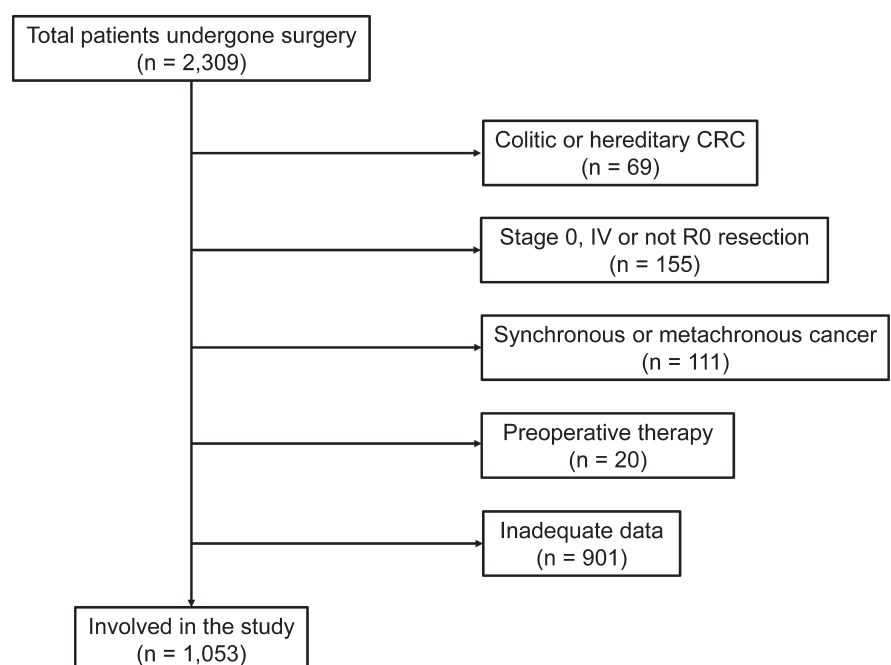 Total patients undergone surgery
(n = 2,309)
Colitic or hereditary CRC
(n = 69)
Stage 0, IV or not R0 resection
(n = 155)
Synchronous or metachronous cancer
(n = 111)
Preoperative therapy
(n = 20)
Inadequate data
(n = 901)
Involved in the study
(n = 1,053)